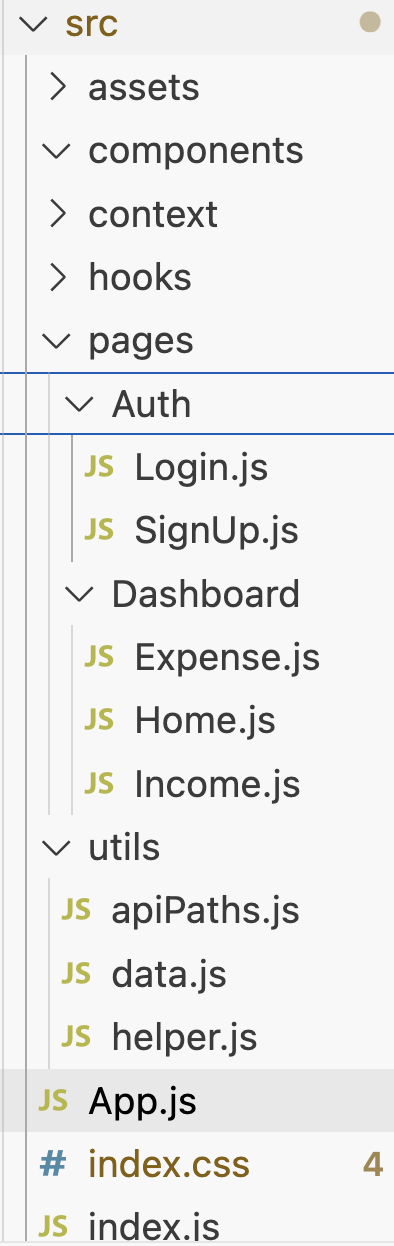 src
assets
components
context
hooks
pages
Auth
JS Login.js
JS SignUp.js
Dashboard
JS Expense.js
JS Home.js
JS Income.js
utils
JS apiPaths.js
JS data.js
JS helper.js
JS App.js
# index.css 4
JS index.js